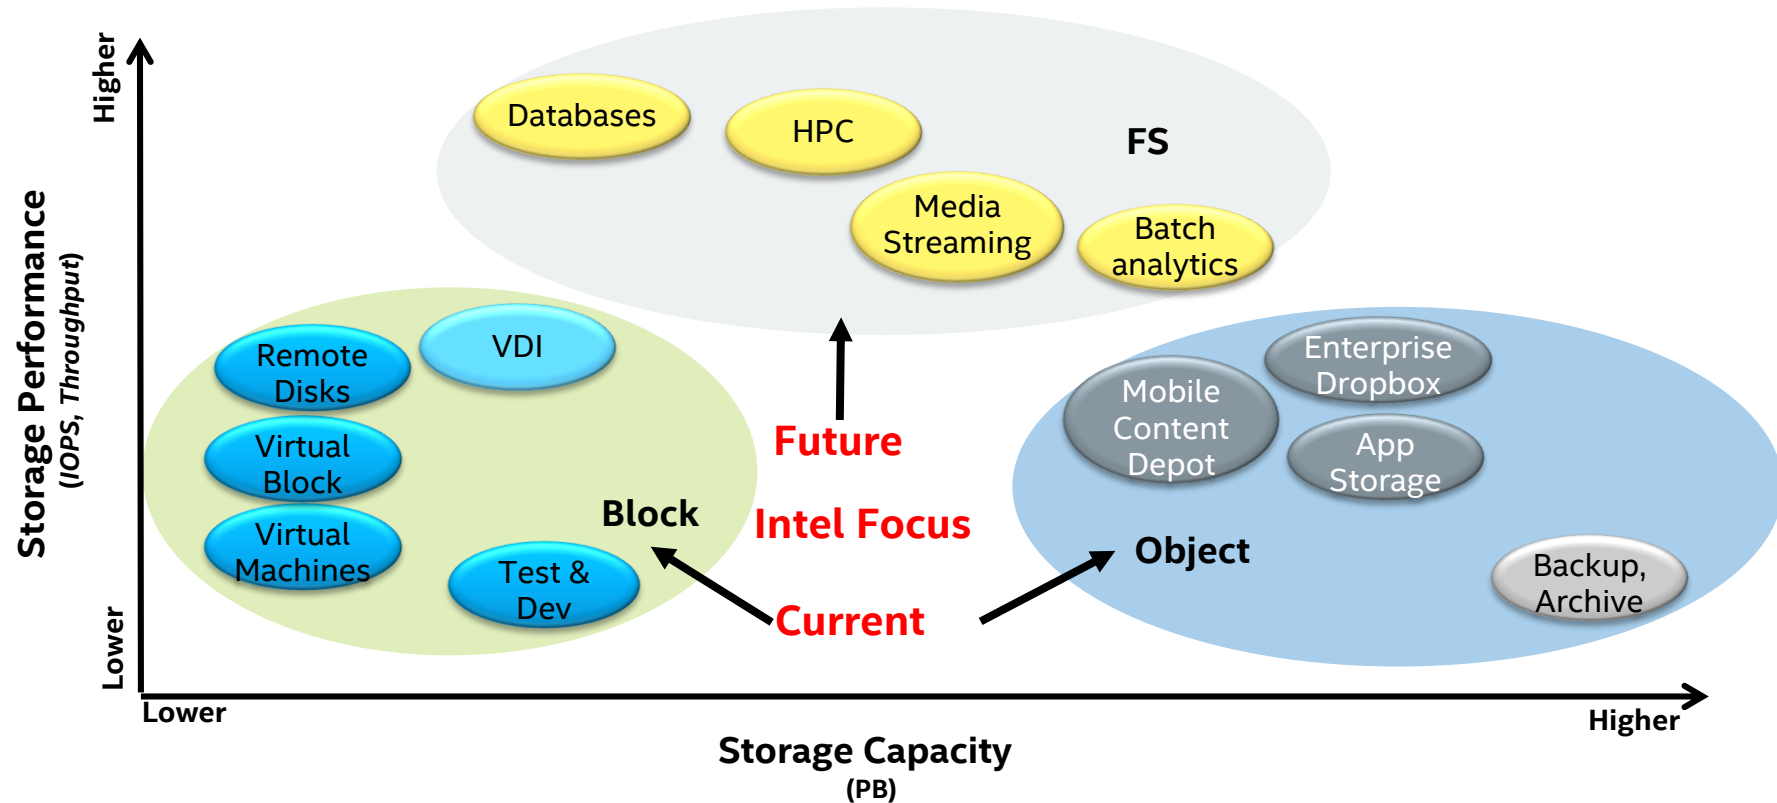 Higher
Storage Performance
(IOPS, Throughput)
Lower
Databases
HPC
FS
Media
Streaming
Batch
analytics
Remote
Disks
VDI
Virtual
Block
Virtual
Machines
Block
Test &
Dev
Future
Intel Focus
Current
Enterprise
Dropbox
Mobile
Content
Depot
App
Storage
Object
Backup,
Archive
Lower
Higher
Storage Capacity
(PB)